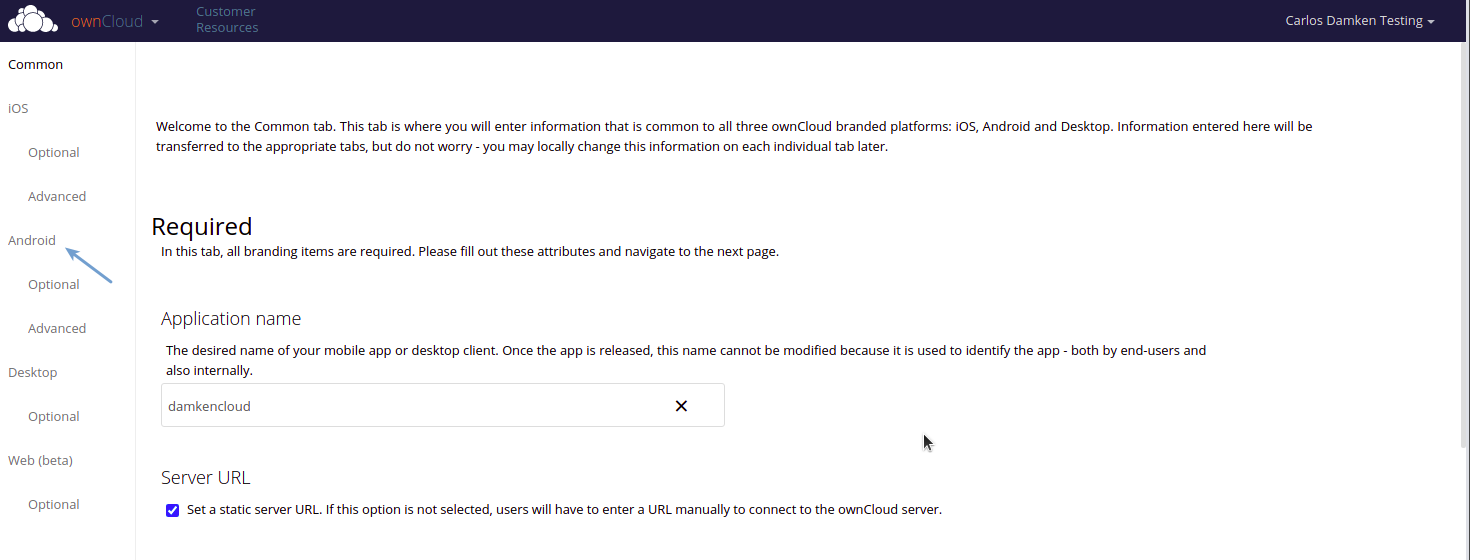 ownCloud
Customer
Resources
Carlos Damken Testing
Common
iOS
Optional
Advanced
Android
Optional
Advanced
Desktop
Optional
Web (beta)
Optional
Welcome to the Common tab. This tab is where you will enter information that is common to all three ownCloud branded platforms: iOS, Android and Desktop. Information entered here will be
transferred to the appropriate tabs, but do not worry - you may locally change this information on each individual tab later.
Required
In this tab, all branding items are required. Please fill out these attributes and navigate to the next page.
Application name
The desired name of your mobile app or desktop client. Once the app is released, this name cannot be modified because it is used to identify the app - both by end-users and
also internally.
damkencloud
Server URL
Set a static server URL. If this option is not selected, users will have to enter a URL manually to connect to the ownCloud server.